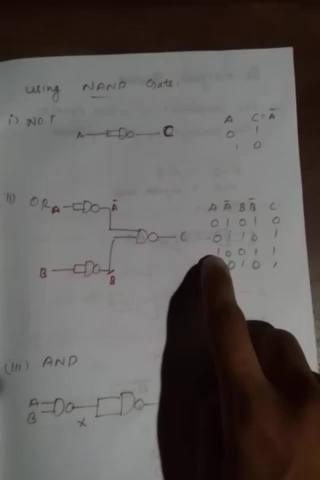 using NAND Gate
i) NOT
A C
A C = Ā
0 1
1 0
ii) OR
A Ā
C
B B̄
A Ā B B̄ C
0 1 0 1 0
0 1 1 0 1
1 0 0 1 1
0 1 0 1
(iii) AND
A
B
X